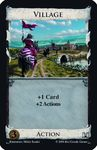 Village
+1 Card
+2 Actions
3
Action